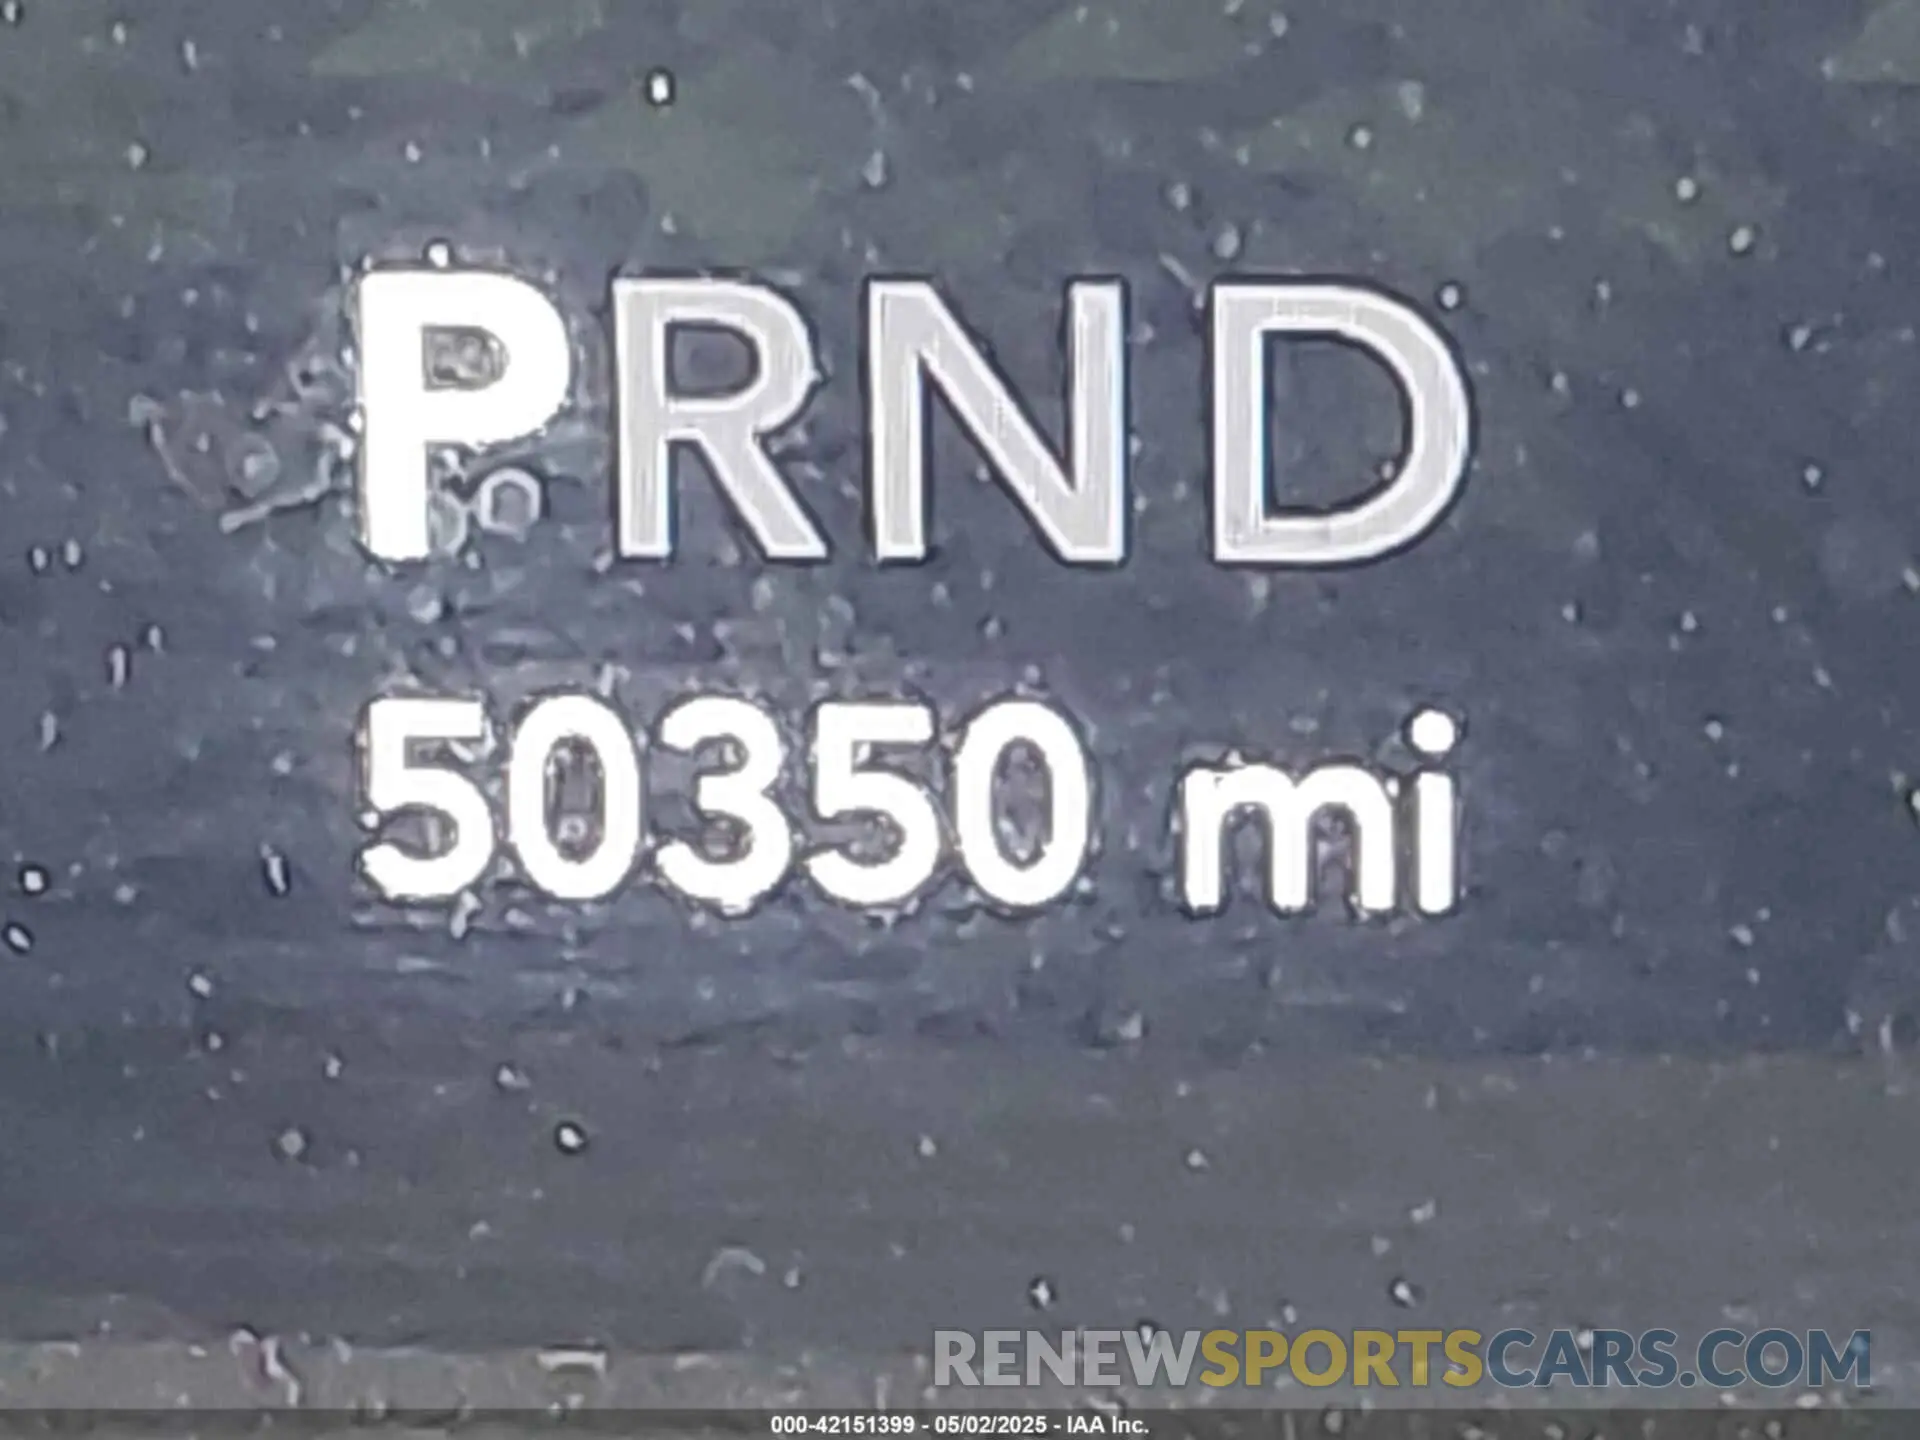 PRND
50350 mi
RENEWSPORTSCARS.COM
000-42151399 - 05/02/2025 - IAA Inc.